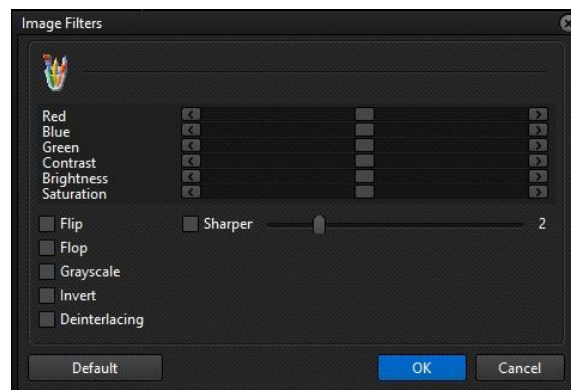 Image Filters
Red
Blue
Green
Contrast
Brightness
Saturation
Flip
Sharper 2
Flop
Grayscale
Invert
Deinterlacing
Default OK Cancel